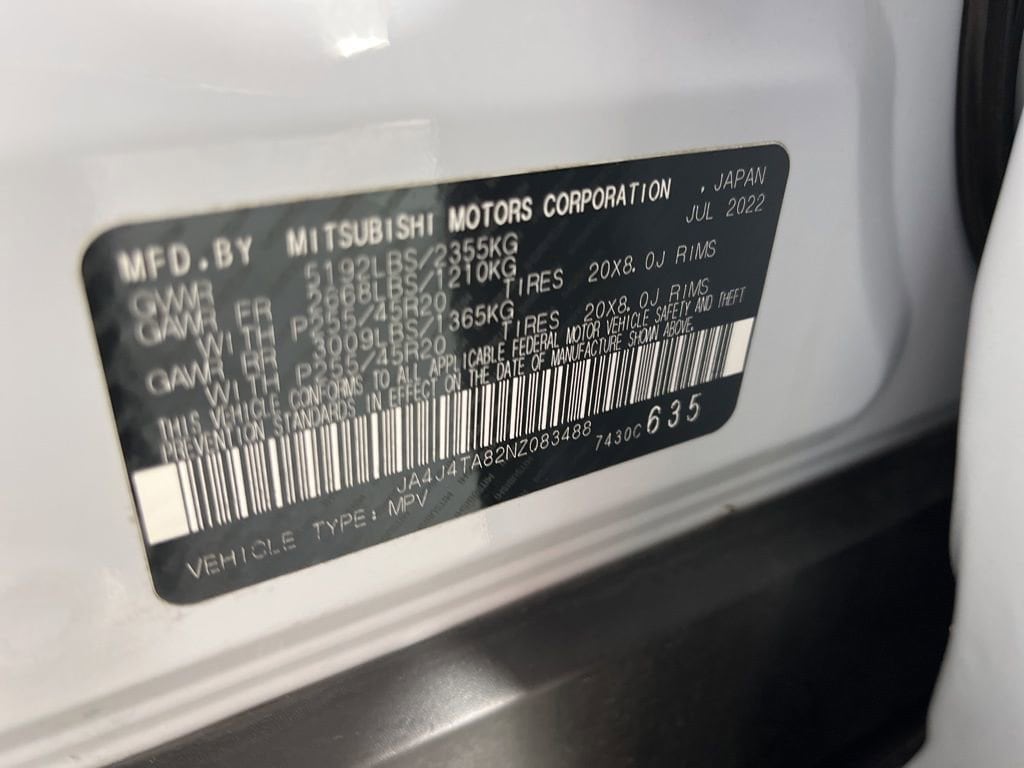 MFD.BY MITSUBISHI MOTORS CORPORATION , JAPAN
JUL 2022
GVWR 5192LBS/2355KG
GAWR FR 2668LBS/1210KG
WITH P255/45R20 TIRES 20X8.0J RIMS
GAWR RR 3009LBS/1365KG
WITH P255/45R20 TIRES 20X8.0J RIMS
THIS VEHICLE CONFORMS TO ALL APPLICABLE FEDERAL MOTOR VEHICLE SAFETY AND THEFT
PREVENTION STANDARDS IN EFFECT ON THE DATE OF MANUFACTURE SHOWN ABOVE.
JA4J4TA82NZ083488 7430C 635
VEHICLE TYPE: MPV